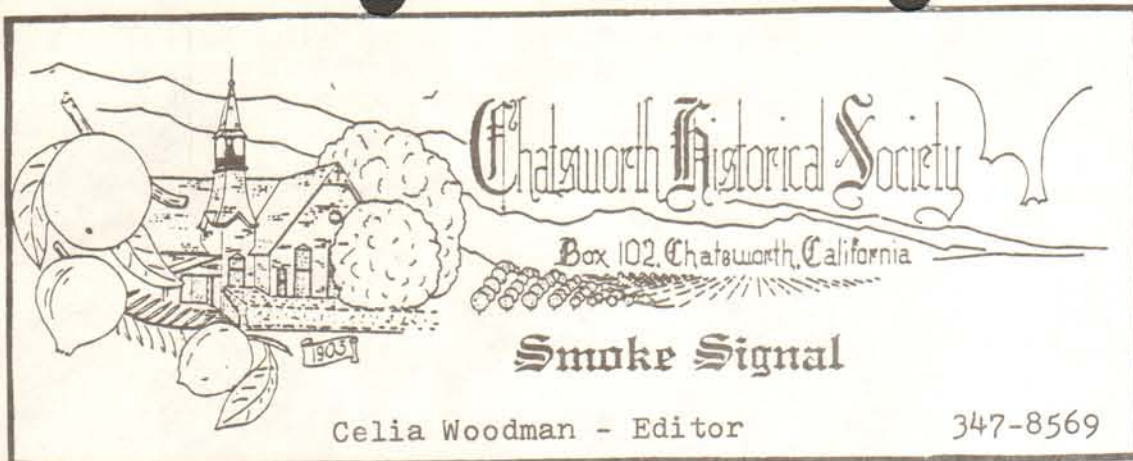 Chatsworth Historical Society
Box 102, Chatsworth, California
1903
Smoke Signal
Celia Woodman - Editor 347-8569